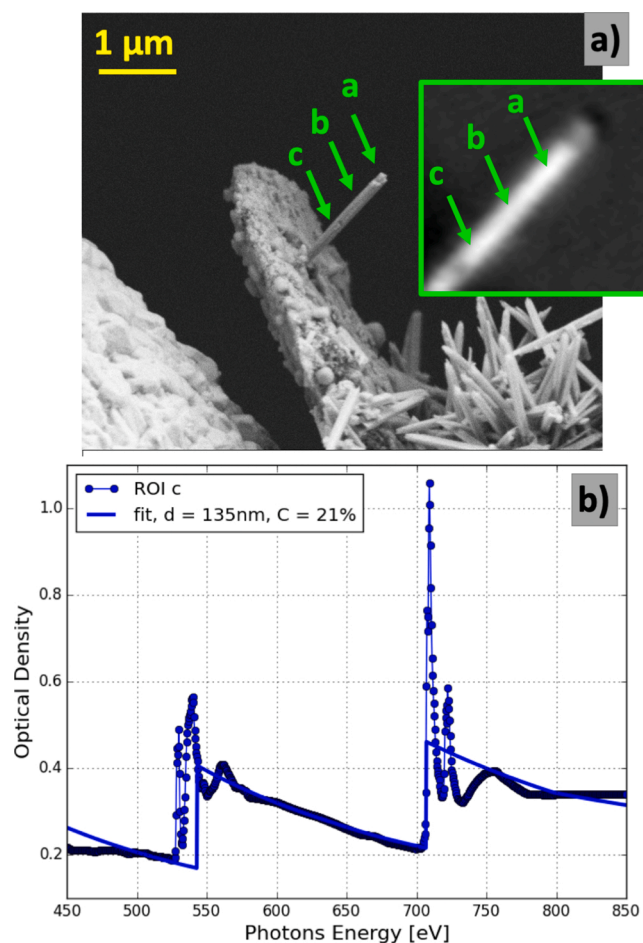 1 µm
a)
a
b
c
a
b
c
b)
ROI c
fit, d = 135nm, C = 21%
1.0
0.8
0.6
0.4
0.2
Optical Density
450 500 550 600 650 700 750 800 850
Photons Energy [eV]